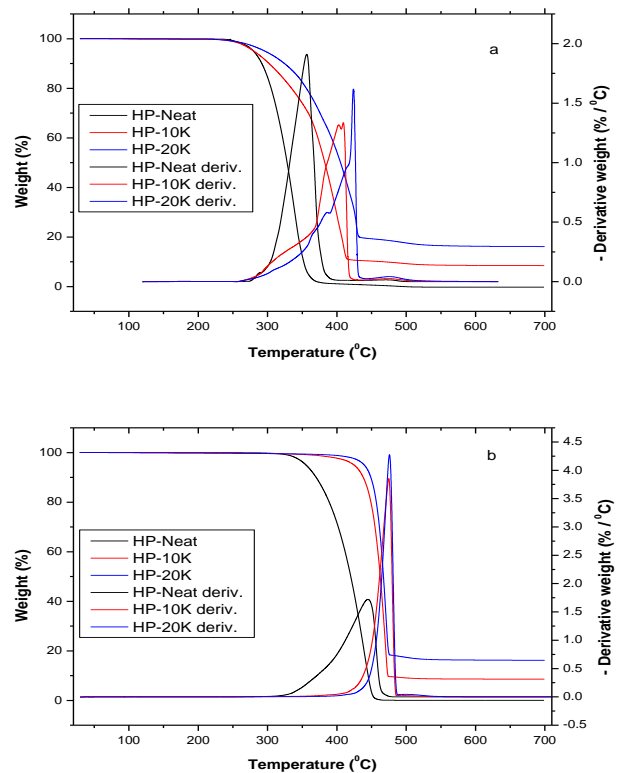 a
100
80
60
40
20
0
Weight (%)
2.0
1.5
1.0
0.5
0.0
- Derivative weight (% / ⁰C)
HP-Neat
HP-10K
HP-20K
HP-Neat deriv.
HP-10K deriv.
HP-20K deriv.
100 200 300 400 500 600 700
Temperature (⁰C)
b
100
80
60
40
20
0
Weight (%)
4.5
4.0
3.5
3.0
2.5
2.0
1.5
1.0
0.5
0.0
-0.5
- Derivative weight (% / ⁰C)
HP-Neat
HP-10K
HP-20K
HP-Neat deriv.
HP-10K deriv.
HP-20K deriv.
100 200 300 400 500 600 700
Temperature (⁰C)